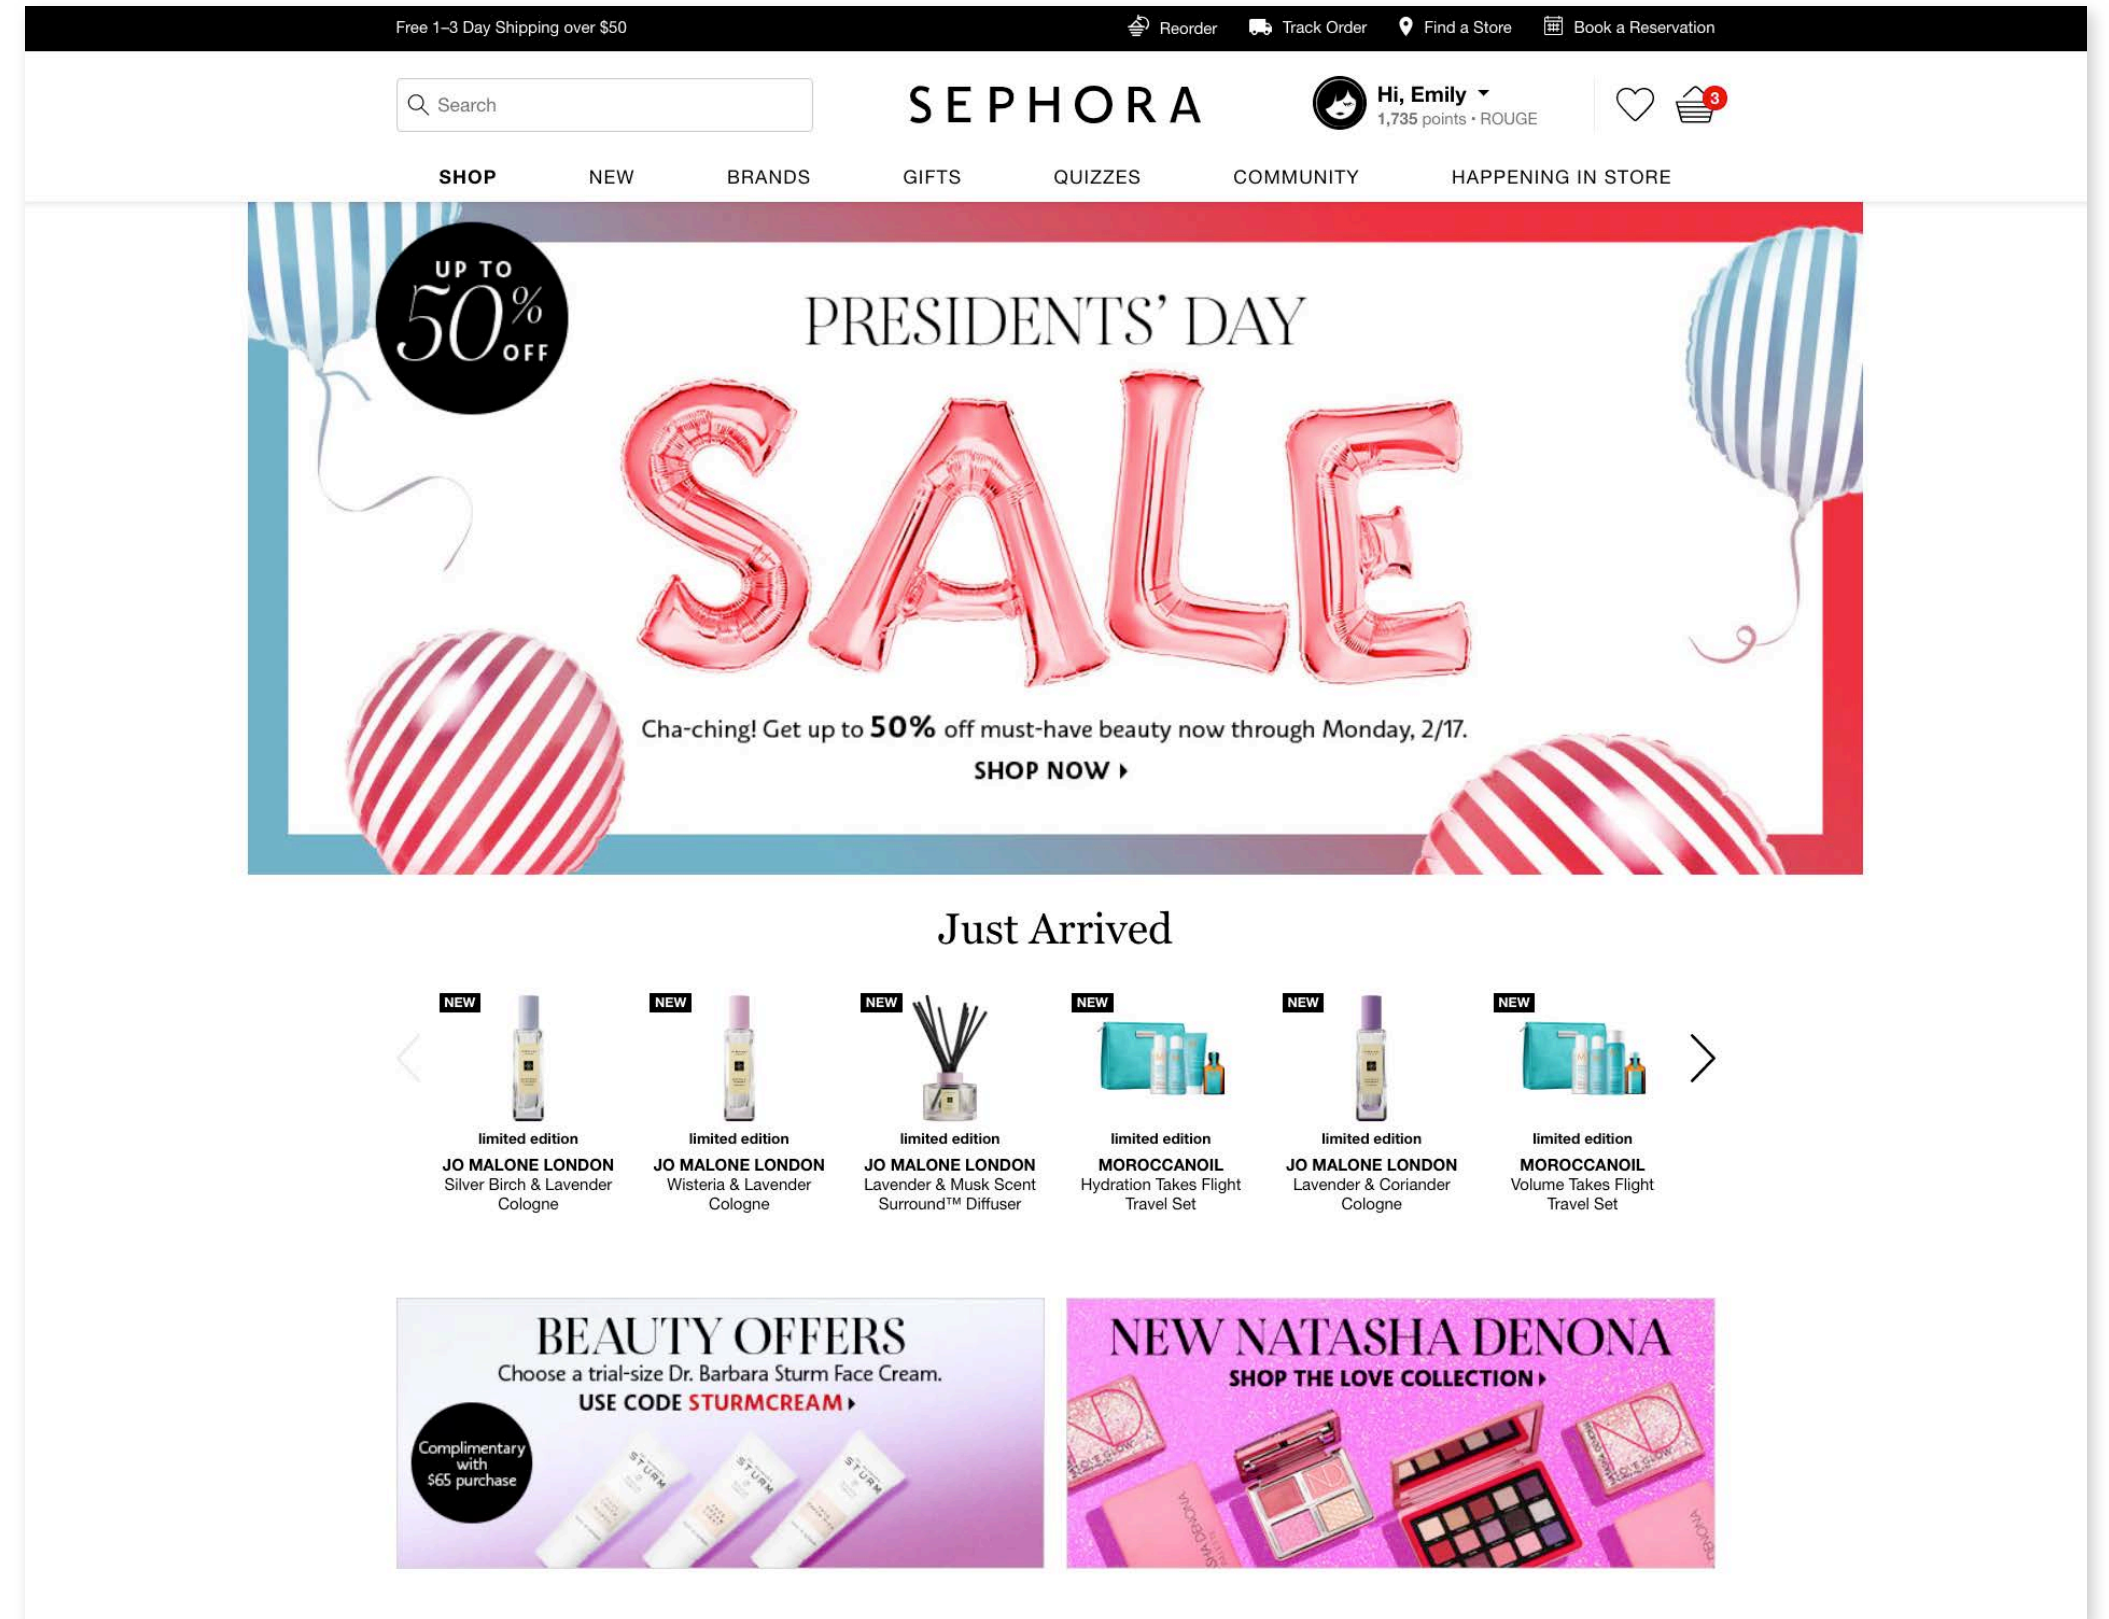 Free 1–3 Day Shipping over $50
Reorder
Track Order
Find a Store
Book a Reservation
Search
SEPHORA
Hi, Emily
1,735 points • ROUGE
3
SHOP
NEW
BRANDS
GIFTS
QUIZZES
COMMUNITY
HAPPENING IN STORE
UP TO
50%
OFF
PRESIDENTS’ DAY
SALE
Cha-ching! Get up to 50% off must-have beauty now through Monday, 2/17.
SHOP NOW
Just Arrived
NEW
limited edition
JO MALONE LONDON
Silver Birch & Lavender
Cologne
NEW
limited edition
JO MALONE LONDON
Wisteria & Lavender
Cologne
NEW
limited edition
JO MALONE LONDON
Lavender & Musk Scent
Surround™ Diffuser
NEW
limited edition
MOROCCANOIL
Hydration Takes Flight
Travel Set
NEW
limited edition
JO MALONE LONDON
Lavender & Coriander
Cologne
NEW
limited edition
MOROCCANOIL
Volume Takes Flight
Travel Set
BEAUTY OFFERS
Choose a trial-size Dr. Barbara Sturm Face Cream.
USE CODE STURMCREAM
Complimentary
with
$65 purchase
STURM
STURM
STURM
NEW NATASHA DENONA
SHOP THE LOVE COLLECTION